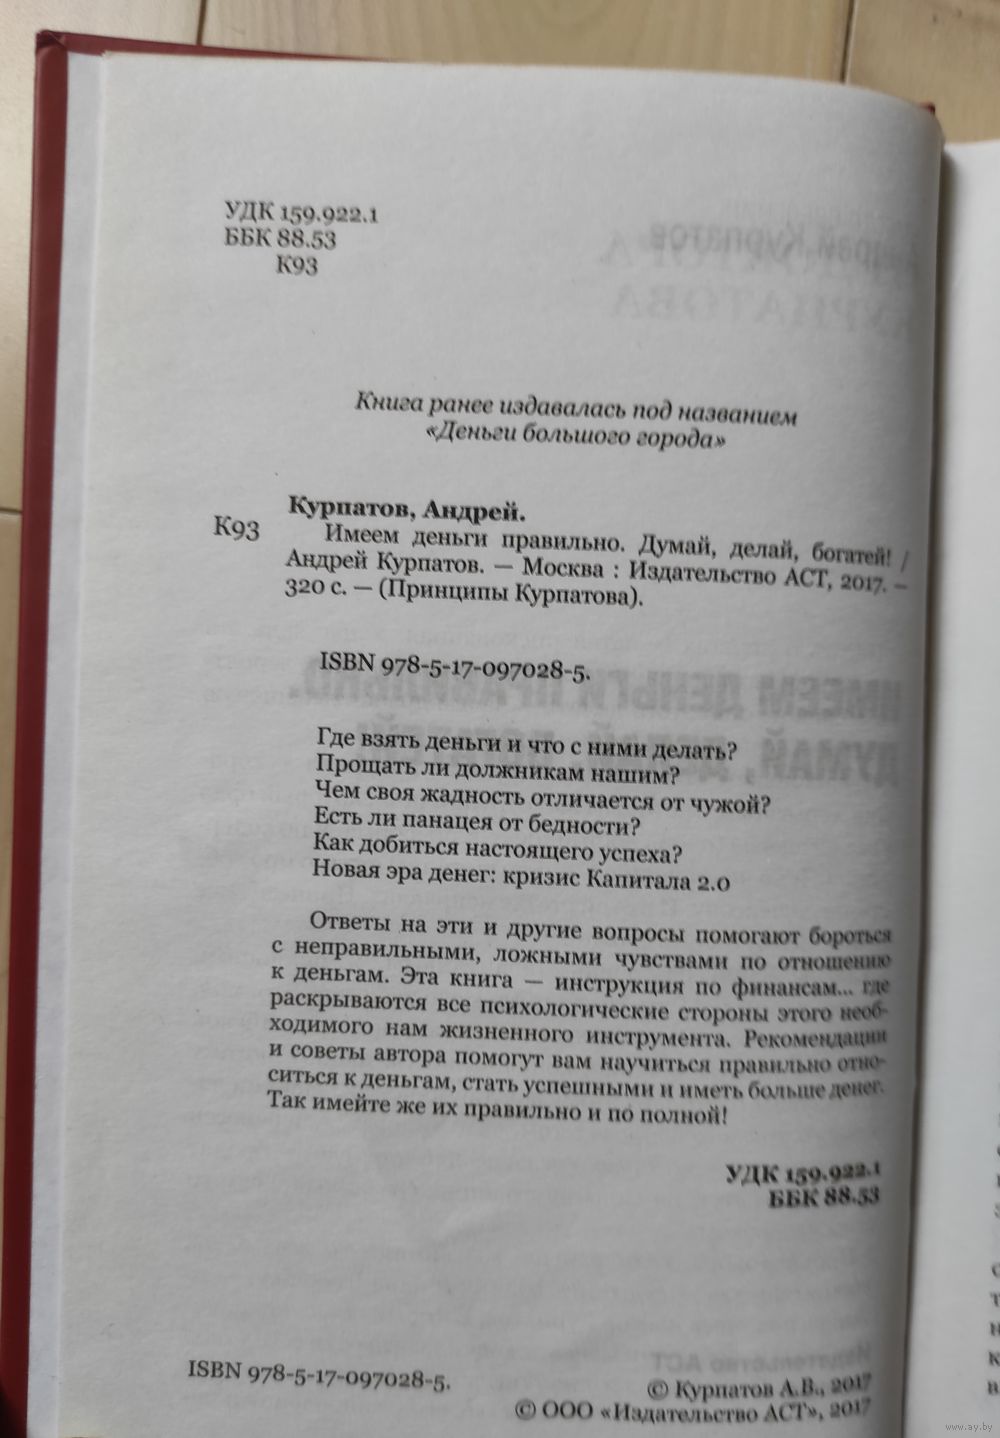 УДК 159.922.1
ББК 88.53
К93
Книга ранее издавалась под названием
«Деньги большого города»
Курпатов, Андрей.
К93
Имеем деньги правильно. Думай, делай, богатей! /
Андрей Курпатов. — Москва : Издательство АСТ, 2017. —
320 с. — (Принципы Курпатова).
ISBN 978-5-17-097028-5.
Где взять деньги и что с ними делать?
Прощать ли должникам нашим?
Чем своя жадность отличается от чужой?
Есть ли панацея от бедности?
Как добиться настоящего успеха?
Новая эра денег: кризис Капитала 2.0
Ответы на эти и другие вопросы помогают бороться
с неправильными, ложными чувствами по отношению
к деньгам. Эта книга — инструкция по финансам... где
раскрываются все психологические стороны этого необ-
ходимого нам жизненного инструмента. Рекомендации
и советы автора помогут вам научиться правильно отно-
ситься к деньгам, стать успешными и иметь больше денег.
Так имейте же их правильно и по полной!
УДК 159.922.1
ББК 88.53
ISBN 978-5-17-097028-5.
© Курпатов А.В., 2017
© ООО «Издательство АСТ», 2017
www.ay.by